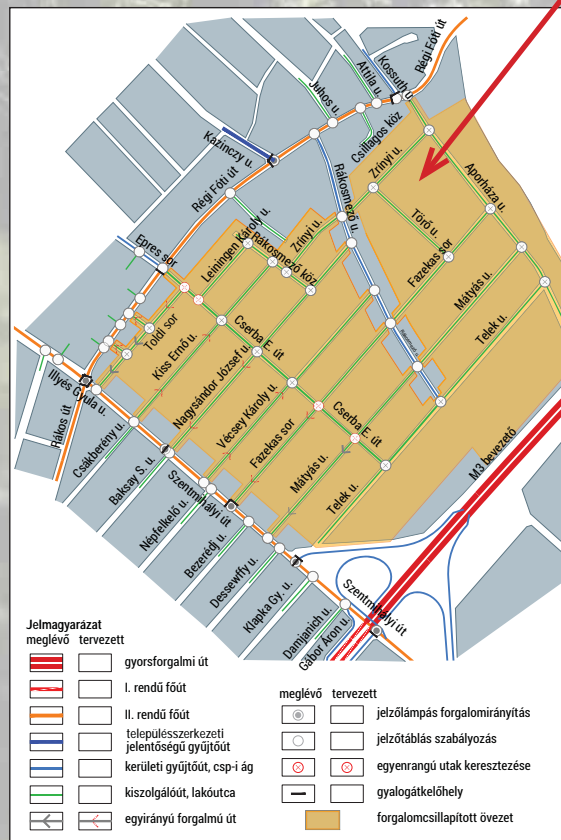 Régi Fóti út
Kossuth u.
Attila u.
Juhos u.
Csillagos köz
Kazinczy u.
Zrínyi u.
Aporháza u.
Régi Fóti út
Rákosmező u.
Törő u.
Leiningen Károly u.
Zrínyi u.
Fazekas sor
Epres sor
Rákosmező köz
Mátyás u.
Telek u.
Toldi sor
Cserba E. út
Kiss Ernő u.
Nagysándor József u.
Illyés Gyula u.
Vécsey Károly u.
Cserba E. út
Rákos út
Csákberény u.
Fazekas sor
Baksay S. u.
Mátyás u.
M3 bevezető
Szentmihályi út
Telek u.
Népfelkelő u.
Bezerédj u.
Dessewffy u.
Klapka Gy. u.
Szentmihályi út
Damjanich u.
Gábor Áron u.
Jelmagyarázat
meglévő tervezett
gyorsforgalmi út
I. rendű főút
II. rendű főút
településszerkezeti
jelentőségű gyűjtőút
kerületi gyűjtőút, csp-i ág
kiszolgálóút, lakóutca
egyirányú forgalmú út
meglévő tervezett
jelzőlámpás forgalomirányítás
jelzőtáblás szabályozás
egyenrangú utak keresztezése
gyalogátkelőhely
forgalomcsillapított övezet